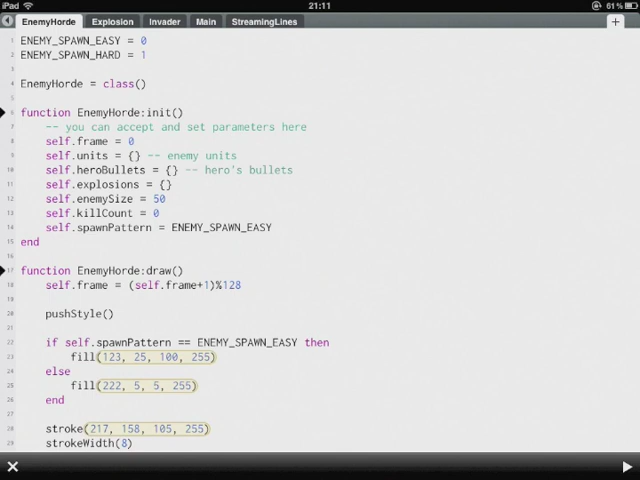 iPad 21:11 61%
EnemyHorde Explosion Invader Main StreamingLines +
1 ENEMY_SPAWN_EASY = 0
2 ENEMY_SPAWN_HARD = 1
3
4 EnemyHorde = class()
5
6 function EnemyHorde:init()
7 -- you can accept and set parameters here
8 self.frame = 0
9 self.units = {} -- enemy units
10 self.heroBullets = {} -- hero's bullets
11 self.explosions = {}
12 self.enemySize = 50
13 self.killCount = 0
14 self.spawnPattern = ENEMY_SPAWN_EASY
15 end
16
17 function EnemyHorde:draw()
18 self.frame = (self.frame+1)%128
19
20 pushStyle()
21
22 if self.spawnPattern == ENEMY_SPAWN_EASY then
23 fill(123, 25, 100, 255)
24 else
25 fill(222, 5, 5, 255)
26 end
27
28 stroke(217, 158, 105, 255)
29 strokeWidth(8)